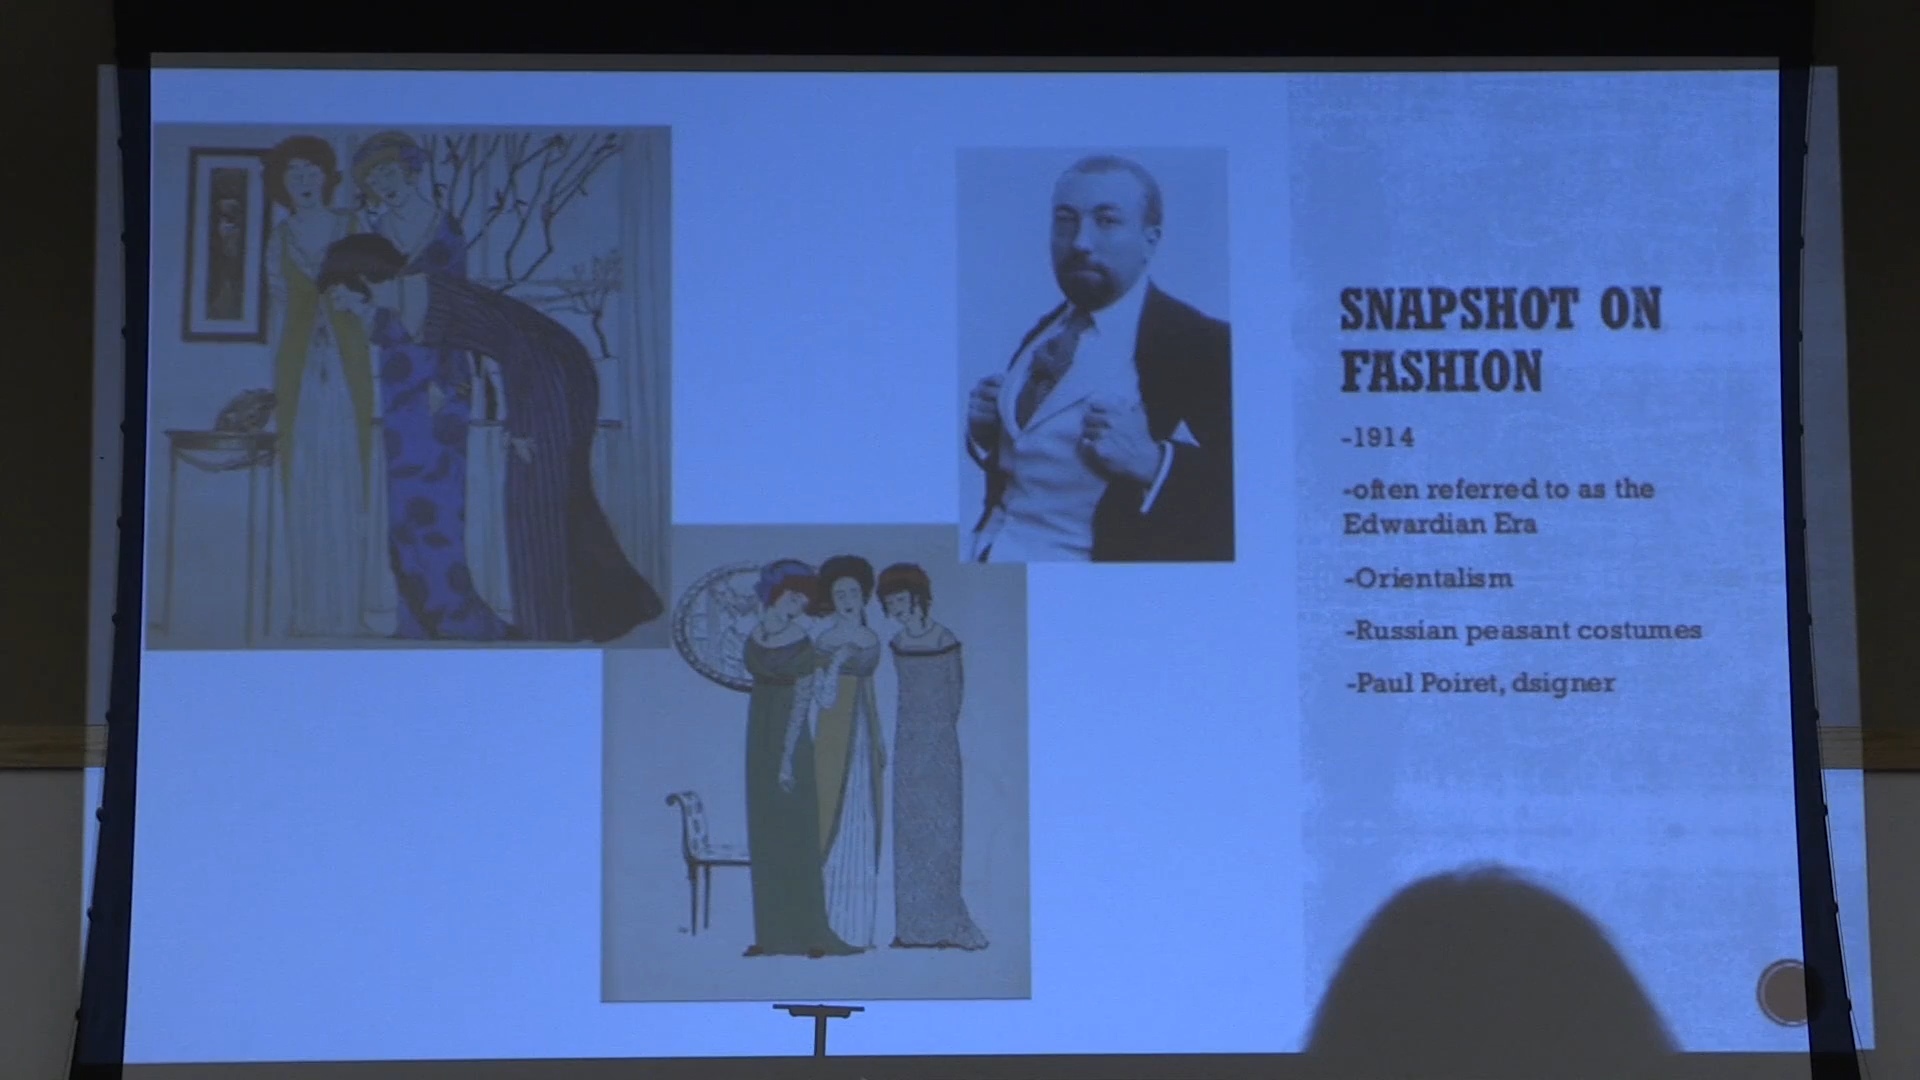 SNAPSHOT ON
FASHION
-1914
-often referred to as the
Edwardian Era
-Orientalism
-Russian peasant costumes
-Paul Poiret, dsigner